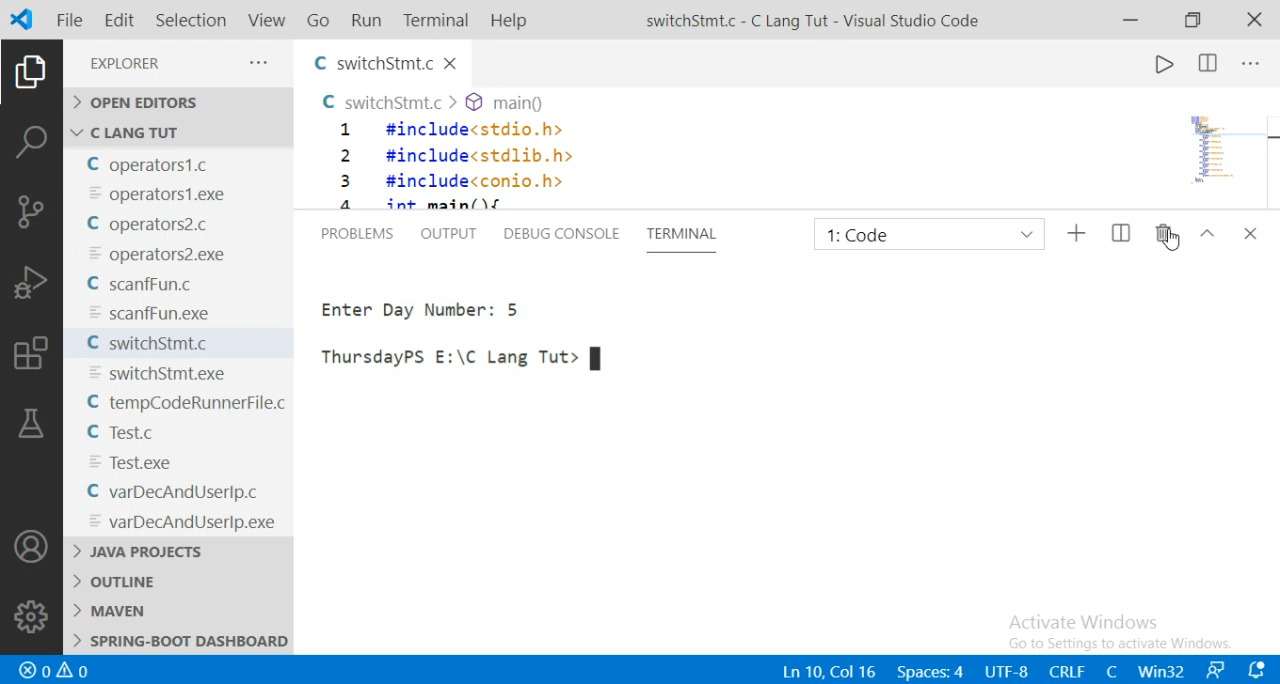 File Edit Selection View Go Run Terminal Help switchStmt.c - C Lang Tut - Visual Studio Code
EXPLORER ···
OPEN EDITORS
C LANG TUT
C operators1.c
operators1.exe
C operators2.c
operators2.exe
C scanfFun.c
scanfFun.exe
C switchStmt.c
switchStmt.exe
C tempCodeRunnerFile.c
C Test.c
Test.exe
C varDecAndUserIp.c
varDecAndUserIp.exe
JAVA PROJECTS
OUTLINE
MAVEN
SPRING-BOOT DASHBOARD
C switchStmt.c
C switchStmt.c > main()
1 #include<stdio.h>
2 #include<stdlib.h>
3 #include<conio.h>
4 int main(){
PROBLEMS OUTPUT DEBUG CONSOLE TERMINAL 1: Code
Enter Day Number: 5
ThursdayPS E:\C Lang Tut>
Activate Windows
Go to Settings to activate Windows.
0 0 Ln 10, Col 16 Spaces: 4 UTF-8 CRLF C Win32